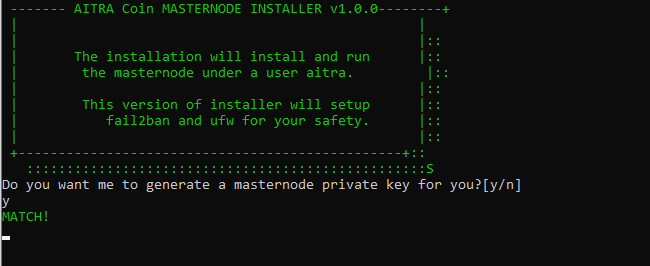 ------- AITRA Coin MASTERNODE INSTALLER v1.0.0--------+
|                                                  |
|                                                  |::
|       The installation will install and run      |::
|        the masternode under a user aitra.         |::
|                                                  |::
|        This version of installer will setup      |::
|           fail2ban and ufw for your safety.      |::
|                                                  |::
+------------------------------------------------+::
::::::::::::::::::::::::::::::::::::::::::::::::::S
Do you want me to generate a masternode private key for you?[y/n]
y
MATCH!